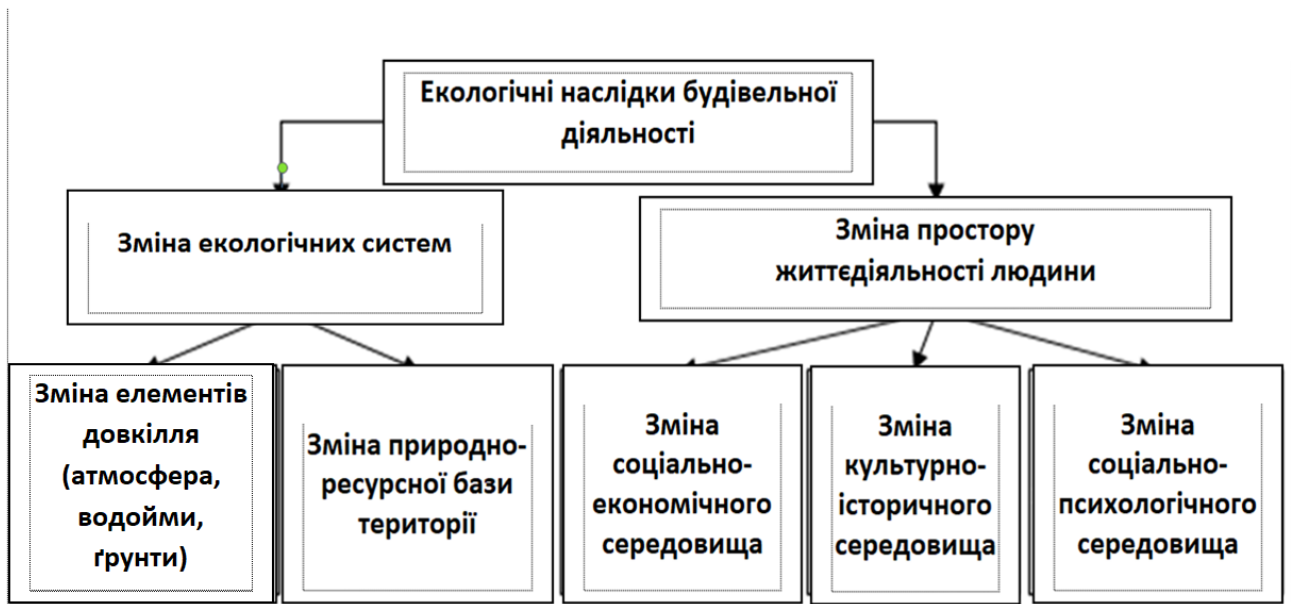 Екологічні наслідки будівельної
діяльності
Зміна екологічних систем
Зміна простору
життєдіяльності людини
Зміна елементів
довкілля
(атмосфера,
водойми,
ґрунти)
Зміна природно-
ресурсної бази
території
Зміна
соціально-
економічного
середовища
Зміна
культурно-
історичного
середовища
Зміна
соціально-
психологічного
середовища